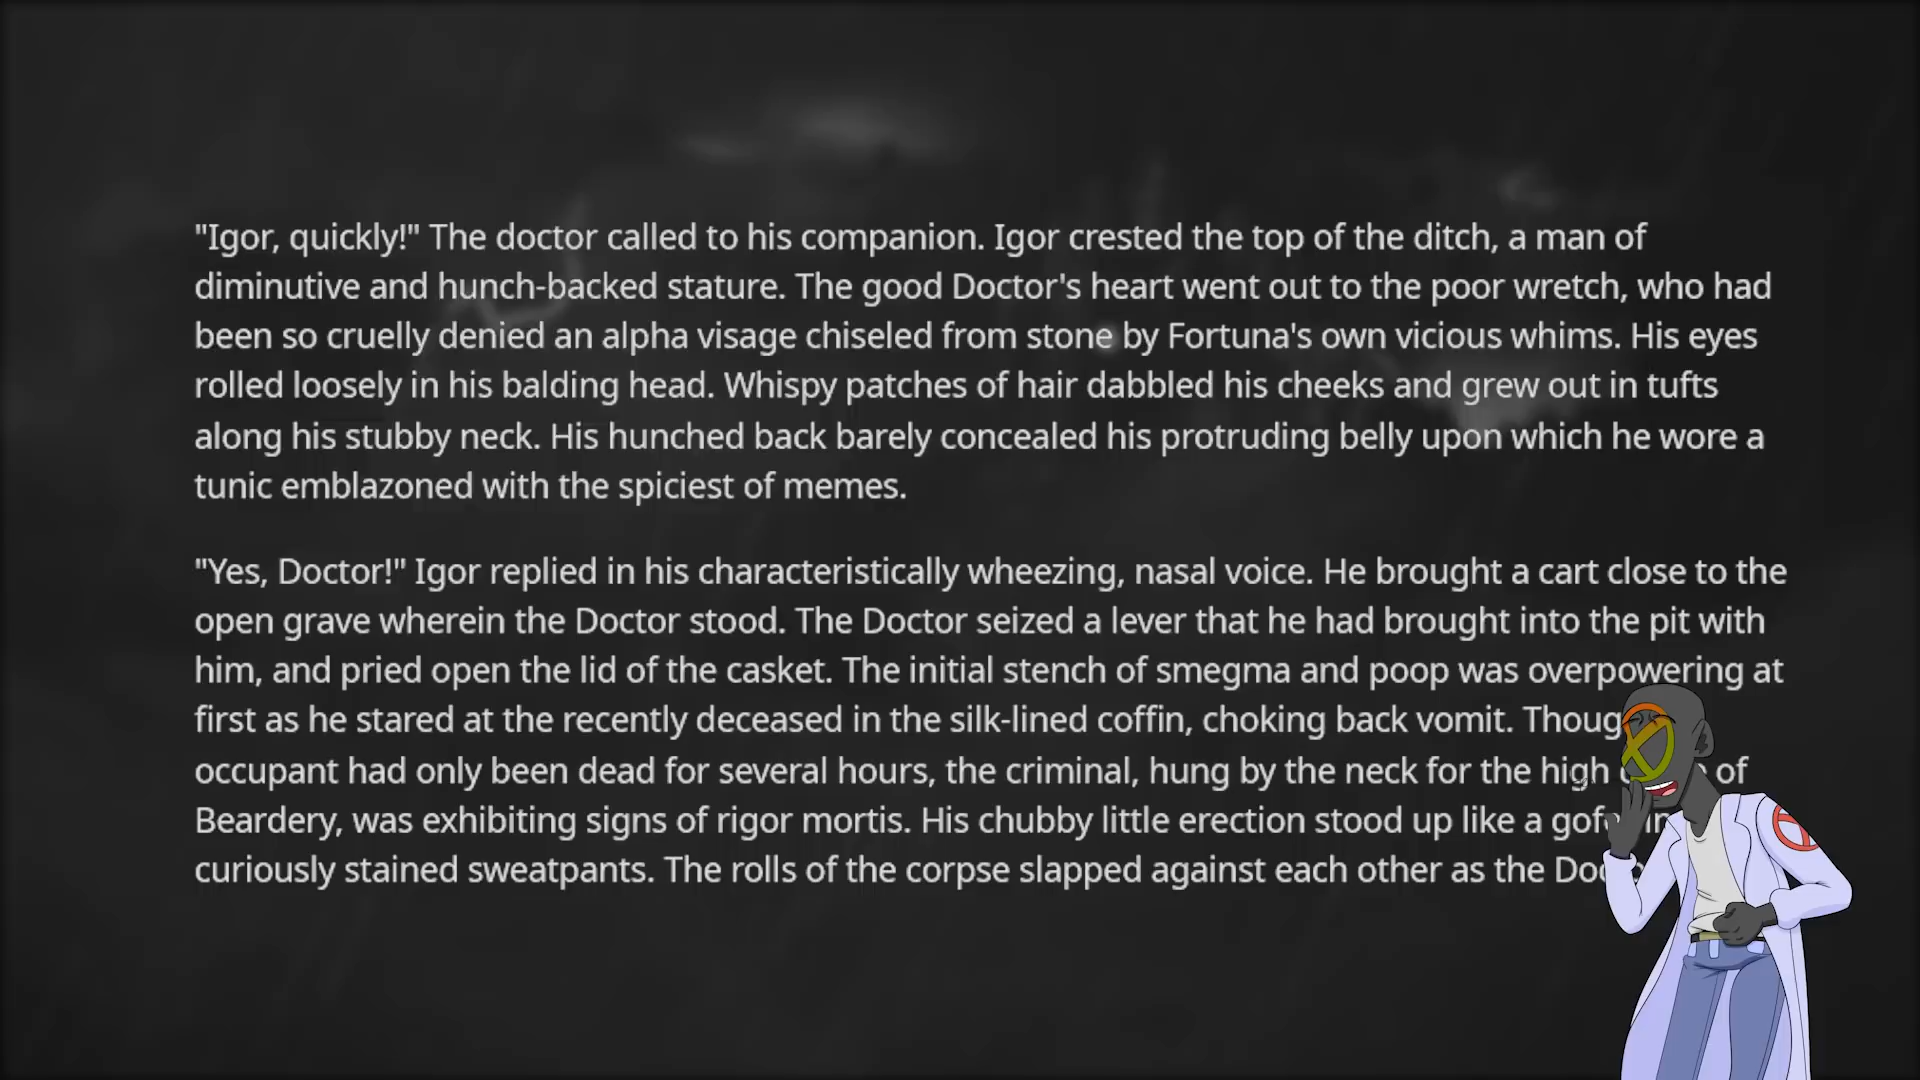 "Igor, quickly!" The doctor called to his companion. Igor crested the top of the ditch, a man of
diminutive and hunch-backed stature. The good Doctor's heart went out to the poor wretch, who had
been so cruelly denied an alpha visage chiseled from stone by Fortuna's own vicious whims. His eyes
rolled loosely in his balding head. Whispy patches of hair dabbled his cheeks and grew out in tufts
along his stubby neck. His hunched back barely concealed his protruding belly upon which he wore a
tunic emblazoned with the spiciest of memes.
"Yes, Doctor!" Igor replied in his characteristically wheezing, nasal voice. He brought a cart close to the
open grave wherein the Doctor stood. The Doctor seized a lever that he had brought into the pit with
him, and pried open the lid of the casket. The initial stench of smegma and poop was overpowering at
first as he stared at the recently deceased in the silk-lined coffin, choking back vomit.
occupant had only been dead for several hours, the criminal, hung by the neck for the high of
Beardery, was exhibiting signs of rigor mortis. His chubby little erection stood up like a
curiously stained sweatpants. The rolls of the corpse slapped against each other as the